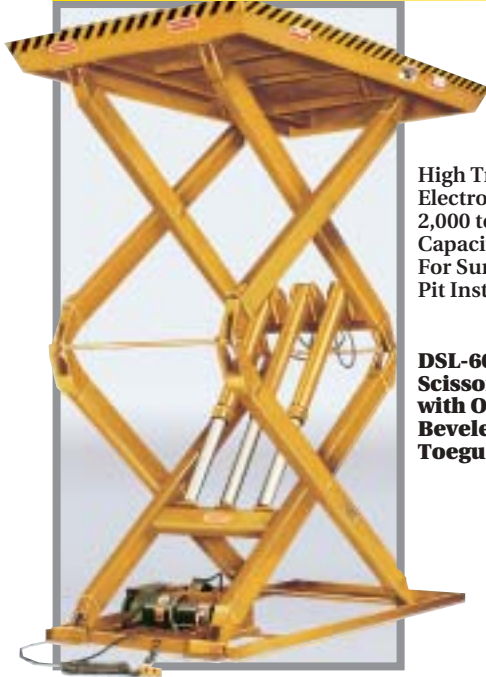 High Tr
Electro
2,000 to
Capaci
For Sur
Pit Inst
DSL-60
Scisso
with O
Bevele
Toegu